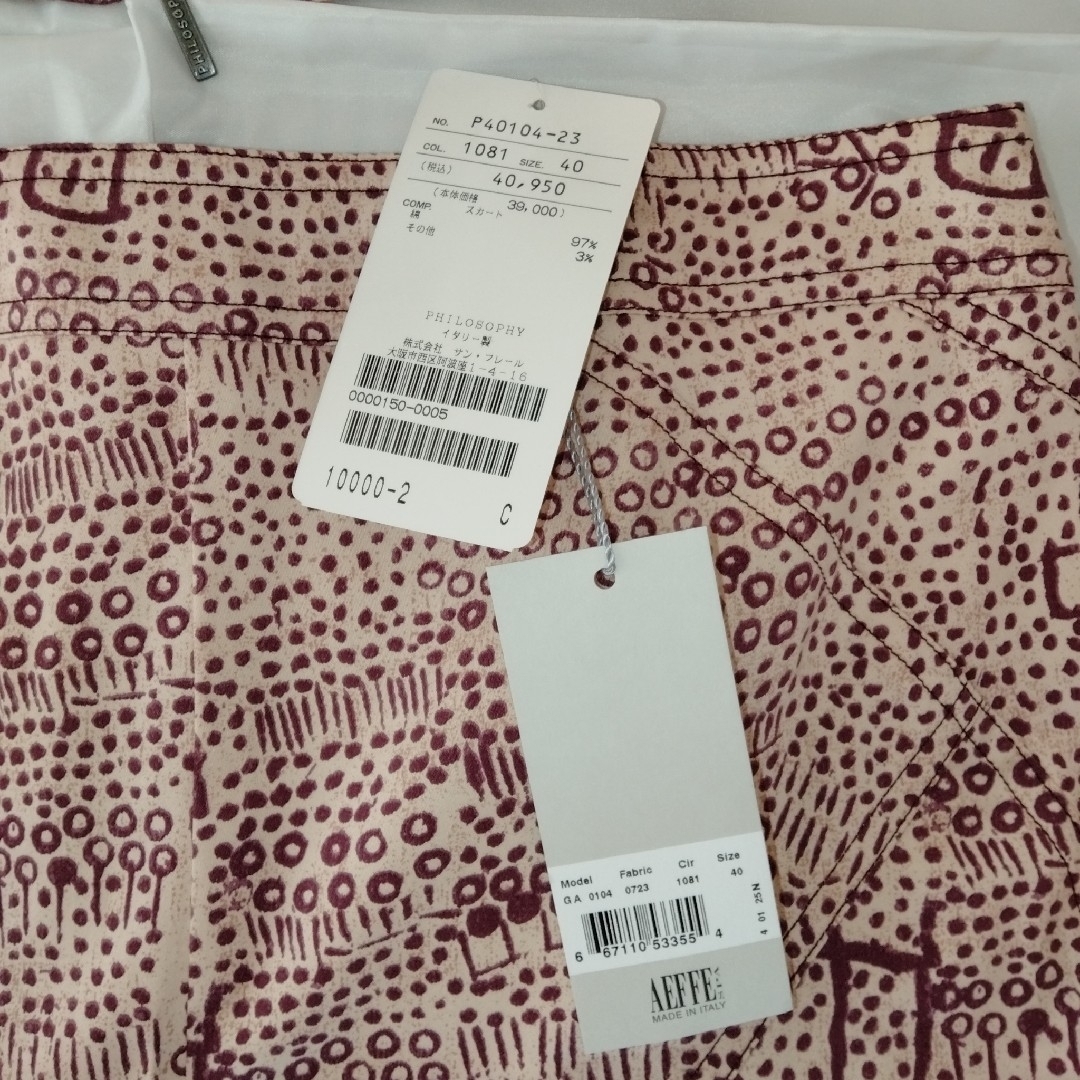 PHILOSOP
NO. P40104-23
COL. 1081 SIZE. 40
(税込) 40,950
(本体価格 39,000)
COMP. スカート
綿 97%
その他 3%
PHILOSOPHY
イタリー製
株式会社 サン・フレール
大阪市西区阿波座1-4-16
0000150-0005
10000-2 C
Model Fabric Clr Size
GA 0104 0723 1081 40
4 01 25N
6 67110 53355 4
AEFFE S.P.A.
MADE IN ITALY